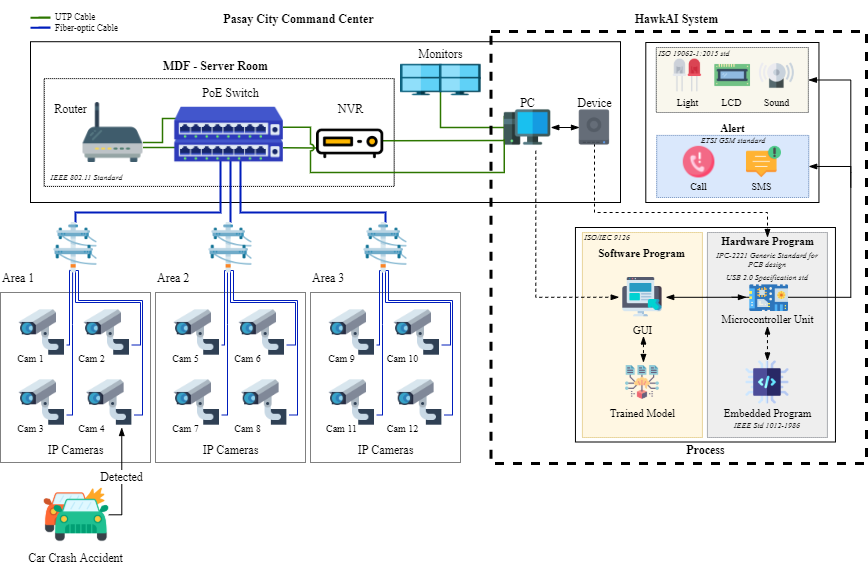 UTP Cable
Fiber-optic Cable
Pasay City Command Center
HawkAI System
MDF - Server Room
Router
PoE Switch
NVR
IEEE 802.11 Standard
Monitors
PC
Device
ISO 19062-1:2015 std
Light
LCD
Sound
Alert
ETSI GSM standard
Call
SMS
ISO/IEC 9126
Software Program
GUI
Trained Model
Hardware Program
IPC-2221 Generic Standard for
PCB design
USB 2.0 Specification std
Microcontroller Unit
Embedded Program
IEEE Std 1012-1986
Process
Area 1
Cam 1
Cam 2
Cam 3
Cam 4
IP Cameras
Area 2
Cam 5
Cam 6
Cam 7
Cam 8
IP Cameras
Area 3
Cam 9
Cam 10
Cam 11
Cam 12
IP Cameras
Detected
Car Crash Accident